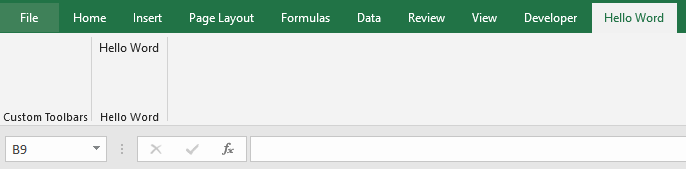 File Home Insert Page Layout Formulas Data Review View Developer Hello Word
Hello Word
Custom Toolbars Hello Word
B9 fx